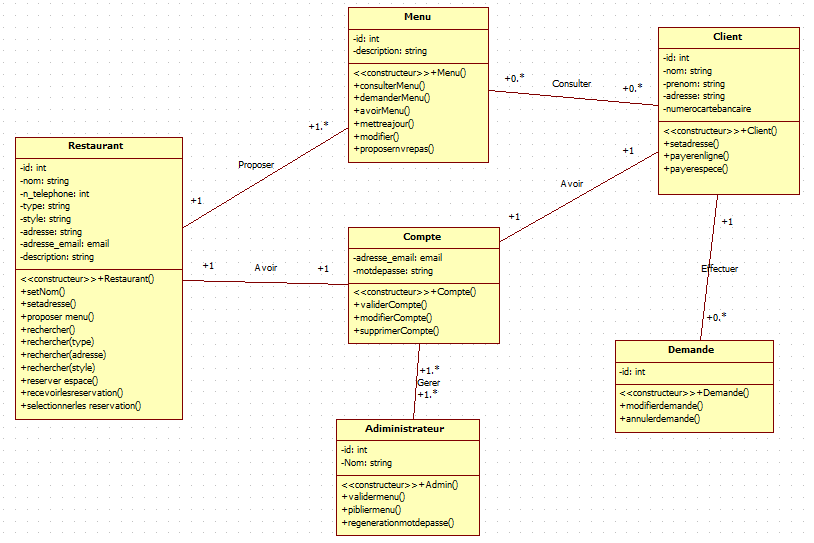 Menu
-id: int
-description: string
<<constructeur>>+Menu()
+consulterMenu()
+demanderMenu()
+avoirMenu()
+mettreajour()
+modifier()
+proposernvrepas()
Client
-id: int
-nom: string
-prenom: string
-adresse: string
-numerocartebancaire
<<constructeur>>+Client()
+setadresse()
+payerenligne()
+payerespece()
+0.*
Consulter
+0.*
Restaurant
-id: int
-nom: string
-n_telephone: int
-type: string
-style: string
-adresse: string
-adresse_email: email
-description: string
<<constructeur>>+Restaurant()
+setNom()
+setadresse()
+proposer menu()
+rechercher()
+rechercher(type)
+rechercher(adresse)
+rechercher(style)
+reserver espace()
+recevoirlesreservation()
+selectionnerles reservation()
+1.*
Proposer
+1
+1
Avoir
+1
+1
Avoir
+1
Compte
-adresse_email: email
-motdepasse: string
<<constructeur>>+Compte()
+validerCompte()
+modifierCompte()
+supprimerCompte()
+1
Effectuer
+0.*
Demande
-id: int
<<constructeur>>+Demande()
+modifierdemande()
+annulerdemande()
+1.*
Gerer
+1.*
Adiministrateur
-id: int
-Nom: string
<<constructeur>>+Admin()
+validermenu()
+pibliermenu()
+regenerationmotdepasse()